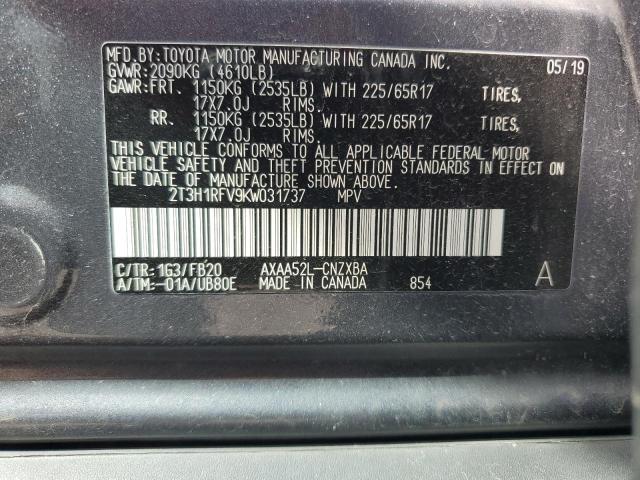 MFD.BY:TOYOTA MOTOR MANUFACTURING CANADA INC. 05/19
GVWR:2090KG (4610LB)
GAWR:FRT. 1150KG (2535LB) WITH 225/65R17 TIRES,
17X7.0J RIMS.
RR. 1150KG (2535LB) WITH 225/65R17 TIRES,
17X7.0J RIMS.
THIS VEHICLE CONFORMS TO ALL APPLICABLE FEDERAL MOTOR
VEHICLE SAFETY AND THEFT PREVENTION STANDARDS IN EFFECT ON
THE DATE OF MANUFACTURE SHOWN ABOVE.
2T3H1RFV9KW031737 MPV
C/TR:1G3/FB20 AXAA52L-CNZXBA A
A/TM:-01A/UB80E MADE IN CANADA 854